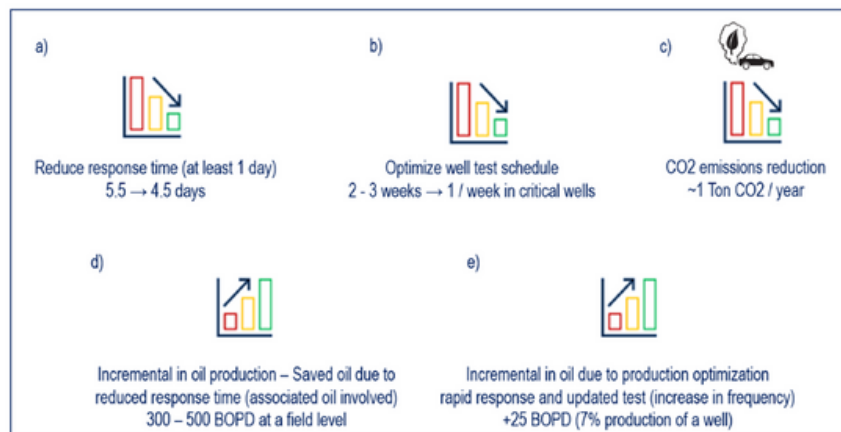 a)
Reduce response time (at least 1 day)
5.5 → 4.5 days
b)
Optimize well test schedule
2 - 3 weeks → 1 / week in critical wells
c)
CO2 emissions reduction
~1 Ton CO2 / year
d)
Incremental in oil production – Saved oil due to
reduced response time (associated oil involved)
300 – 500 BOPD at a field level
e)
Incremental in oil due to production optimization
rapid response and updated test (increase in frequency)
+25 BOPD (7% production of a well)